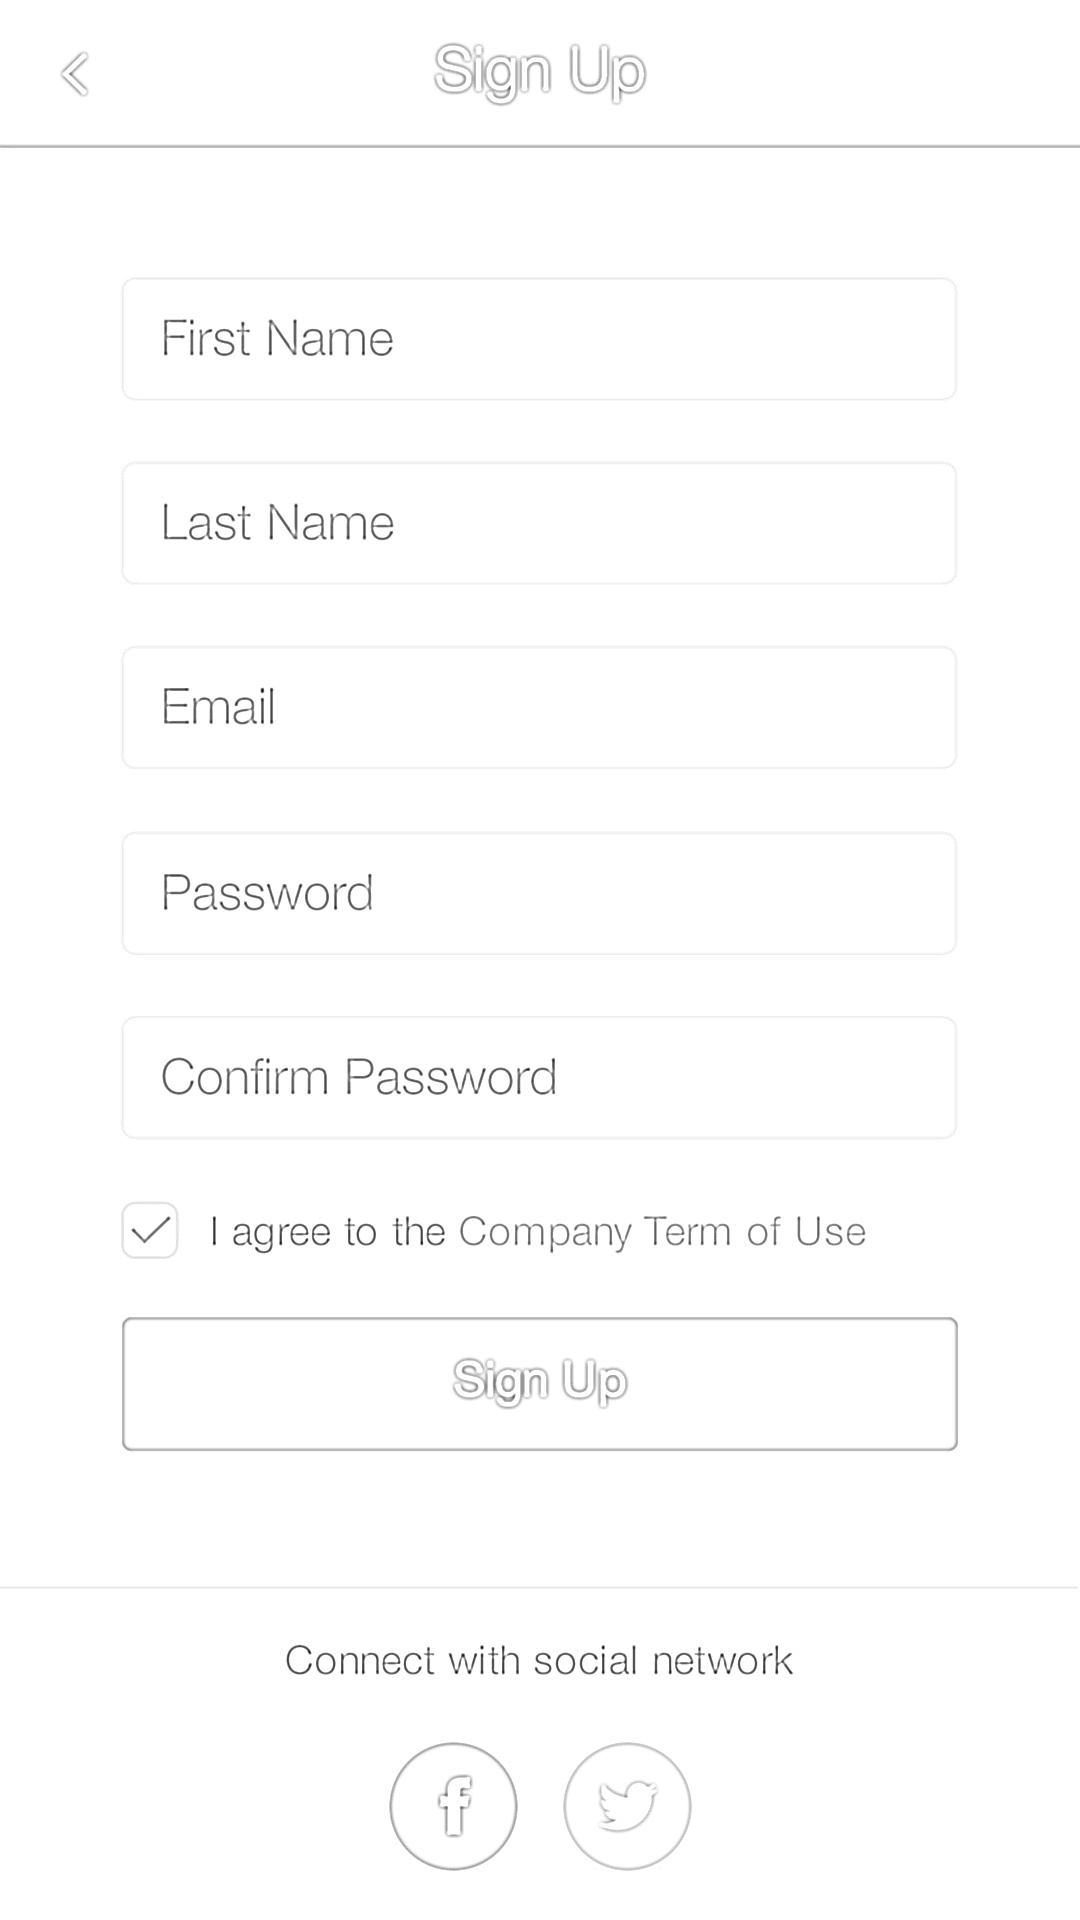 Sign Up
First Name
Last Name
Email
Password
Confirm Password
I agree to the Company Term of Use
Sign Up
Connect with social network
f